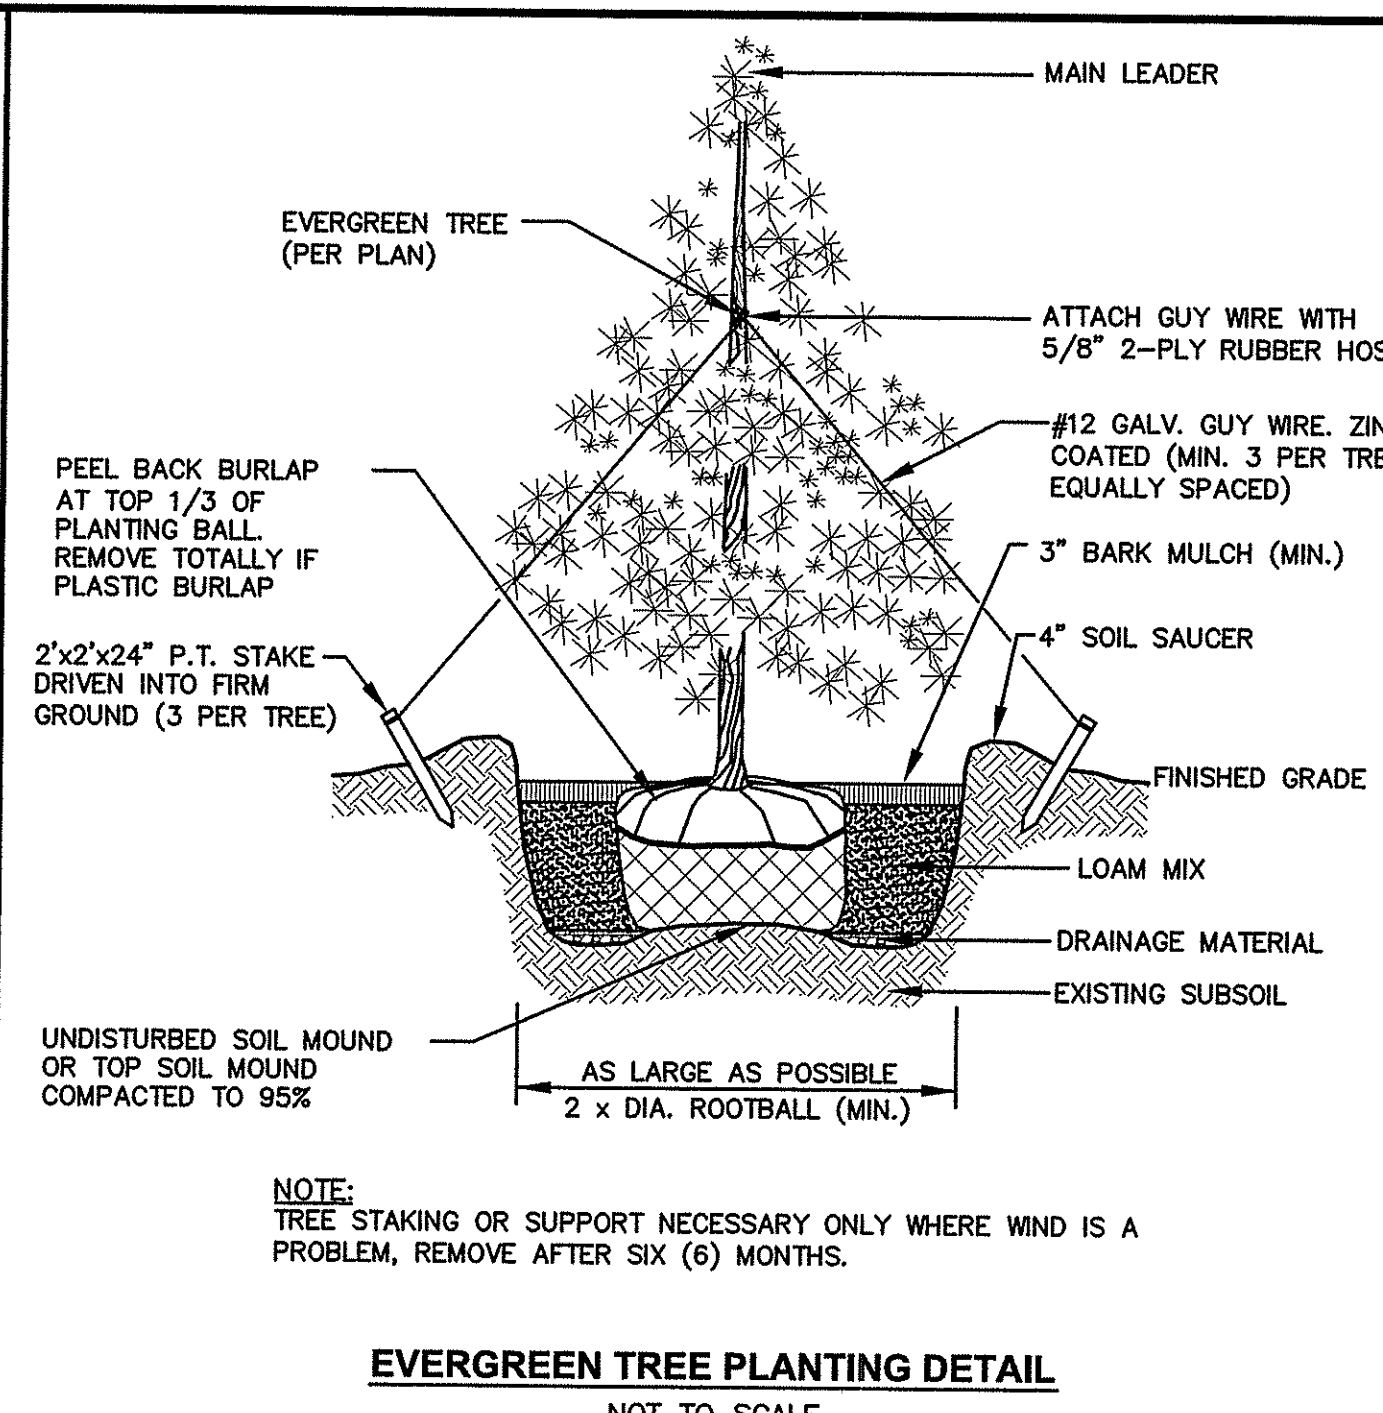 MAIN LEADER
EVERGREEN TREE
(PER PLAN)
ATTACH GUY WIRE WITH
5/8" 2-PLY RUBBER
#12 GALV. GUY WIRE.
COATED (MIN. 3 PER
EQUALLY SPACED)
PEEL BACK BURLAP
AT TOP 1/3 OF
PLANTING BALL.
REMOVE TOTALLY IF
PLASTIC BURLAP
3" BARK MULCH (MIN.)
4" SOIL SAUCER
2'x2'x24" P.T. STAKE
DRIVEN INTO FIRM
GROUND (3 PER TREE)
FINISHED GRADE
LOAM MIX
DRAINAGE MATERIAL
EXISTING SUBSOIL
UNDISTURBED SOIL MOUND
OR TOP SOIL MOUND
COMPACTED TO 95%
AS LARGE AS POSSIBLE
2 x DIA. ROOTBALL (MIN.)
NOTE:
TREE STAKING OR SUPPORT NECESSARY ONLY WHERE WIND IS A
PROBLEM, REMOVE AFTER SIX (6) MONTHS.
EVERGREEN TREE PLANTING DETAIL
NOT TO SCALE